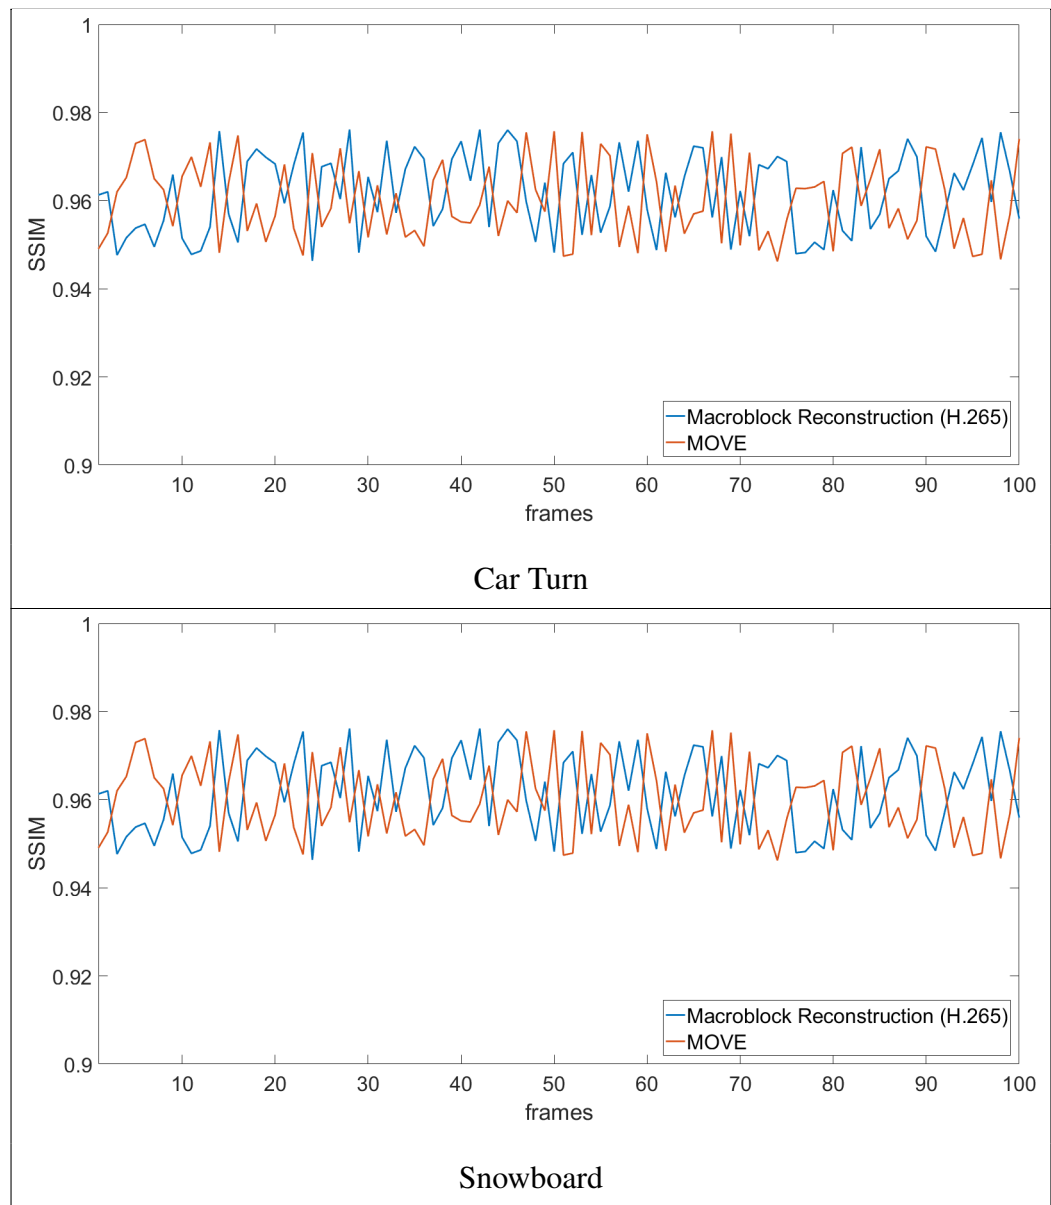 1
0.98
0.96
0.94
0.92
0.9
SSIM
10 20 30 40 50 60 70 80 90 100
frames
Macroblock Reconstruction (H.265)
MOVE
Car Turn
1
0.98
0.96
0.94
0.92
0.9
SSIM
10 20 30 40 50 60 70 80 90 100
frames
Macroblock Reconstruction (H.265)
MOVE
Snowboard